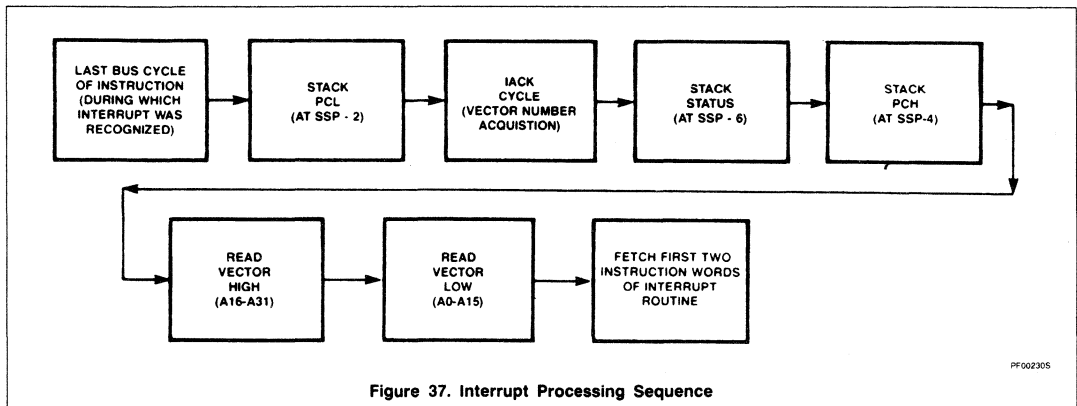 LAST BUS CYCLE
OF INSTRUCTION
(DURING WHICH
INTERRUPT WAS
RECOGNIZED)
STACK
PCL
(AT SSP - 2)
IACK
CYCLE
(VECTOR NUMBER
ACQUISTION)
STACK
STATUS
(AT SSP - 6)
STACK
PCH
(AT SSP-4)
READ
VECTOR
HIGH
(A16-A31)
READ
VECTOR
LOW
(A0-A15)
FETCH FIRST TWO
INSTRUCTION WORDS
OF INTERRUPT
ROUTINE
PF00230S
Figure 37. Interrupt Processing Sequence